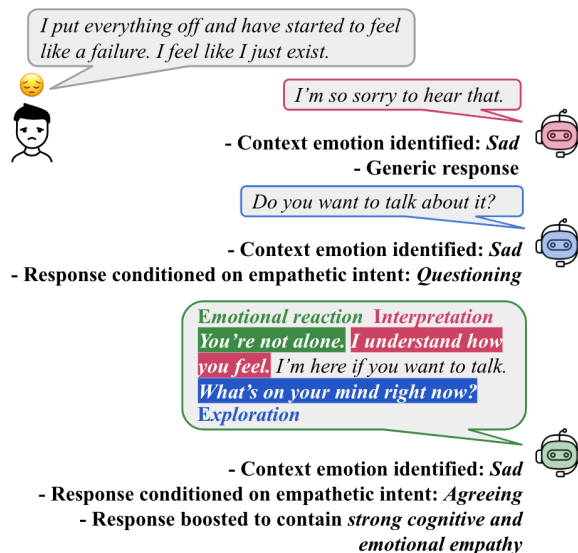 I put everything off and have started to feel
like a failure. I feel like I just exist.
I'm so sorry to hear that.
- Context emotion identified: Sad
- Generic response
Do you want to talk about it?
- Context emotion identified: Sad
- Response conditioned on empathetic intent: Questioning
Emotional reaction Interpretation
You're not alone. I understand how
you feel. I'm here if you want to talk.
What's on your mind right now?
Exploration
- Context emotion identified: Sad
- Response conditioned on empathetic intent: Agreeing
- Response boosted to contain strong cognitive and
emotional empathy